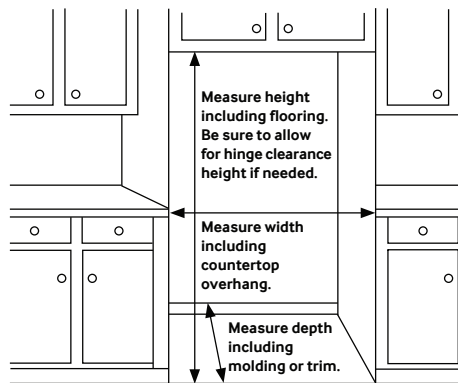 Measure height
including flooring.
Be sure to allow
for hinge clearance
height if needed.
Measure width
including
countertop
overhang.
Measure depth
including
molding or trim.